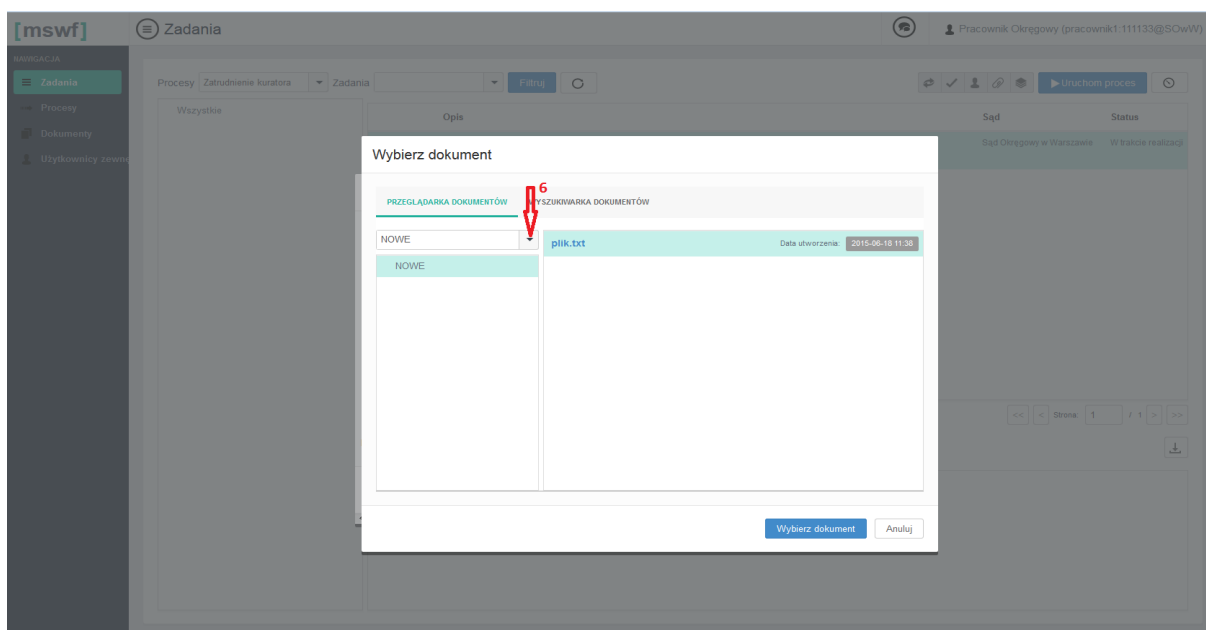 [mswf]
Zadania
Pracownik Okręgowy (pracownik1:111133@SOwW)
NAWIGACJA
Zadania
Procesy
Dokumenty
Użytkownicy zewnę
Procesy Zatrudnienie kuratora Zadania Filtruj Uruchom proces
Wszystkie
Opis Sąd Status
Sąd Okręgowy w Warszawie W trakcie realizacji
Wybierz dokument
6
PRZEGLĄDARKA DOKUMENTÓW WYSZUKIWARKA DOKUMENTÓW
NOWE
plik.txt Data utworzenia: 2015-06-18 11:38
NOWE
<< < Strona 1 / 1 > >>
Wybierz dokument Anuluj